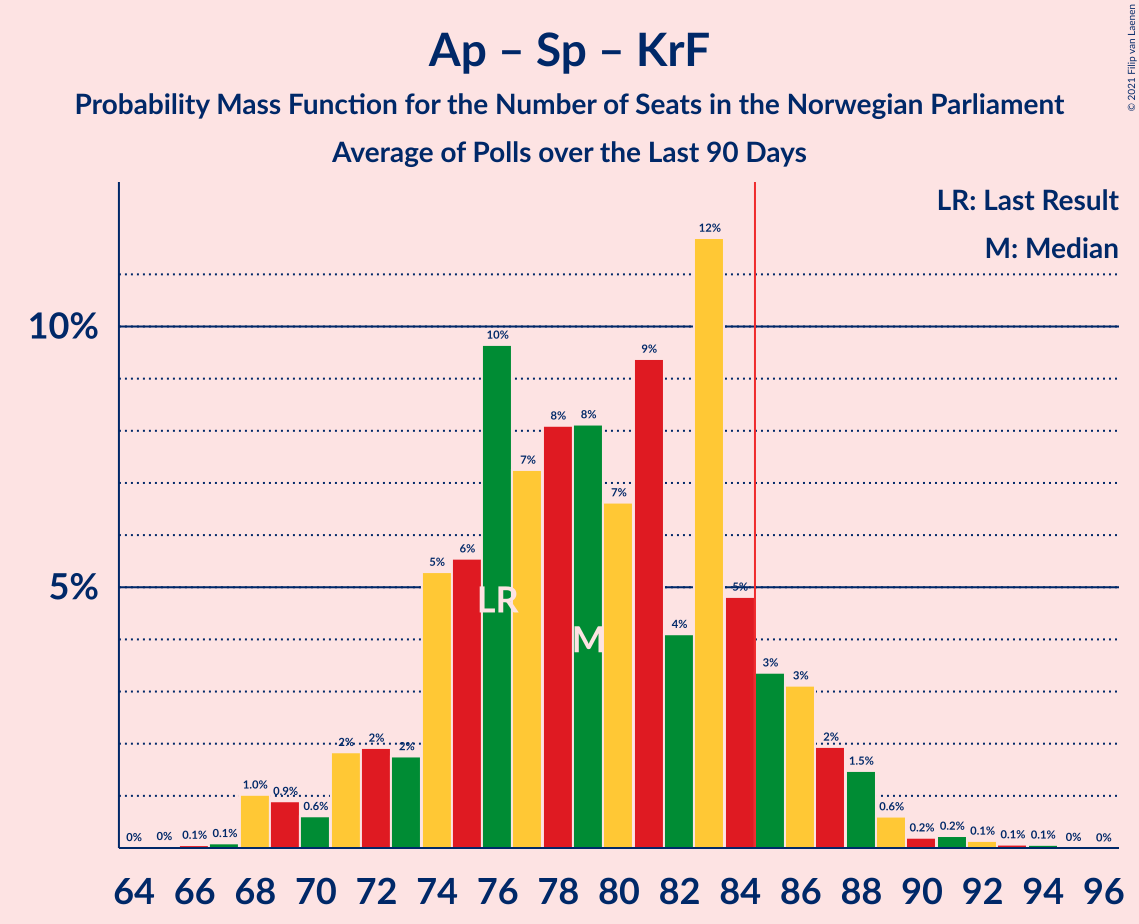 © 2021 Filip van Laenen
Ap – Sp – KrF
Probability Mass Function for the Number of Seats in the Norwegian Parliament
Average of Polls over the Last 90 Days
LR: Last Result
M: Median
10%
5%
0% 0% 0.1% 0.1% 1.0% 0.9% 0.6% 2% 2% 2% 5% 6% 10% 7% 8% 8% 7% 9% 4% 12% 5% 3% 3% 2% 1.5% 0.6% 0.2% 0.2% 0.1% 0.1% 0.1% 0% 0%
LR
M
64 66 68 70 72 74 76 78 80 82 84 86 88 90 92 94 96